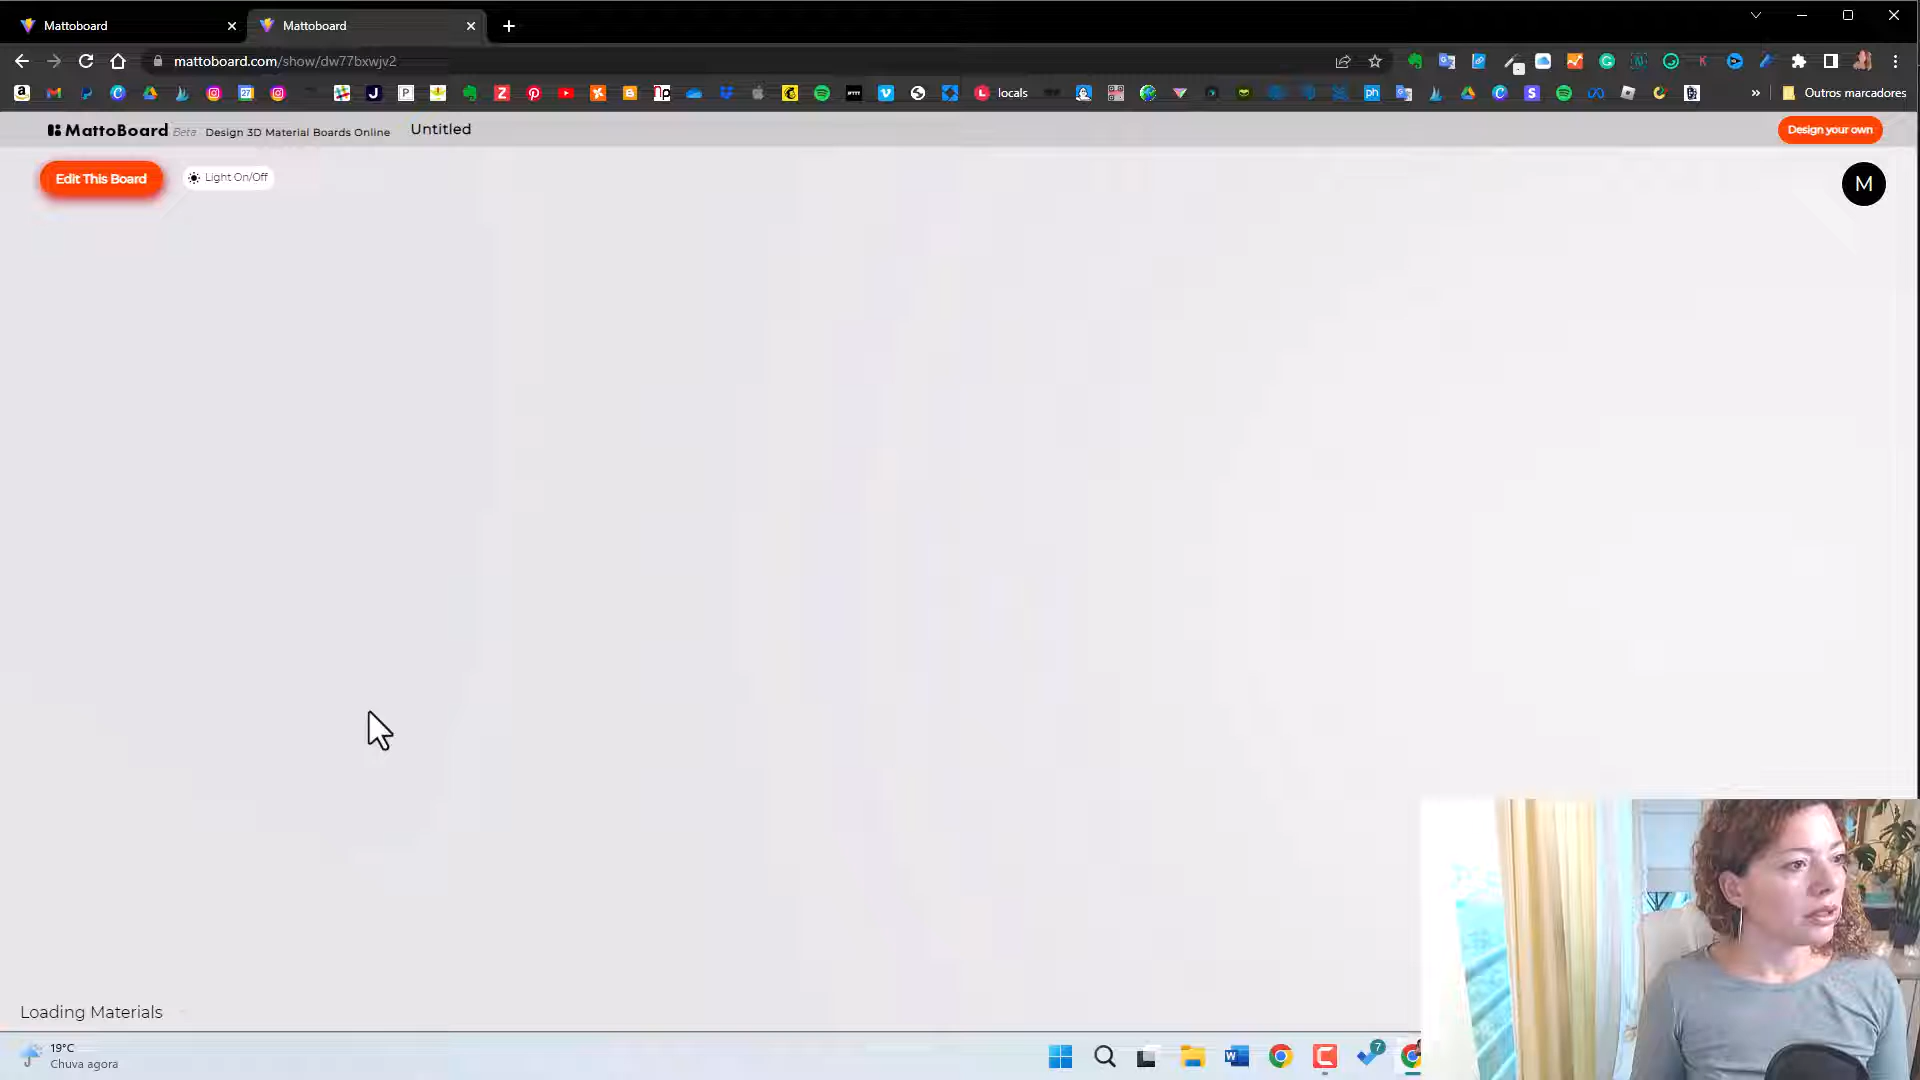 Mattoboard
Mattoboard
mattoboard.com/show/dw77bxwjv2
locals
Outros marcadores
MattoBoard Beta Design 3D Material Boards Online
Untitled
Design your own
Edit This Board
Light On/Off
M
Loading Materials
19°C
Chuva agora
7